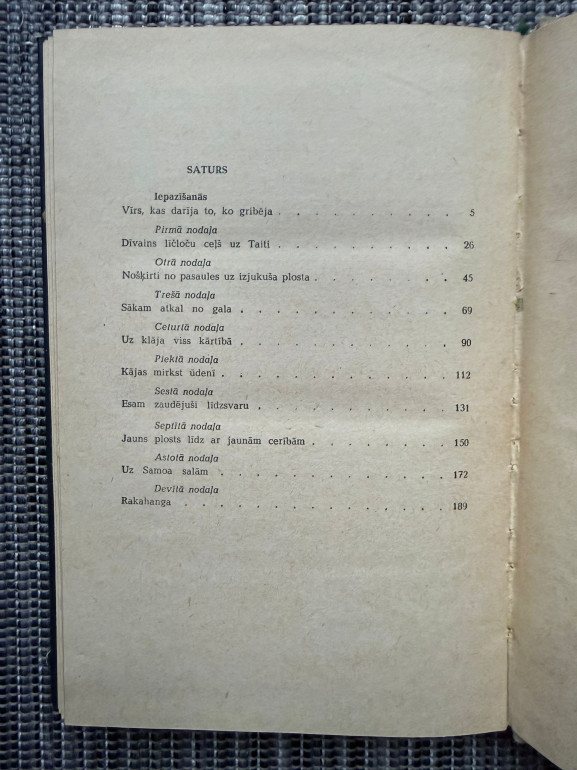 SATURS
Iepazīšanās
Vīrs, kas darīja to, ko gribēja . . . . . . . . . 5
Pirmā nodaļa
Dīvains līčloču ceļš uz Taiti . . . . . . . . . 26
Otrā nodaļa
Nošķirti no pasaules uz izjukuša plosta . . . . . . . 45
Trešā nodaļa
Sākam atkal no gala . . . . . . . . . . . 69
Ceturtā nodaļa
Uz klāja viss kārtībā . . . . . . . . . . . 90
Piektā nodaļa
Kājas mirkst ūdenī . . . . . . . . . . . . 112
Sestā nodaļa
Esam zaudējuši līdzsvaru . . . . . . . . . . 131
Septītā nodaļa
Jauns plosts līdz ar jaunām cerībām . . . . . . . 150
Astotā nodaļa
Uz Samoa salām . . . . . . . . . . . . 172
Devītā nodaļa
Rakahanga . . . . . . . . . . . . . 189